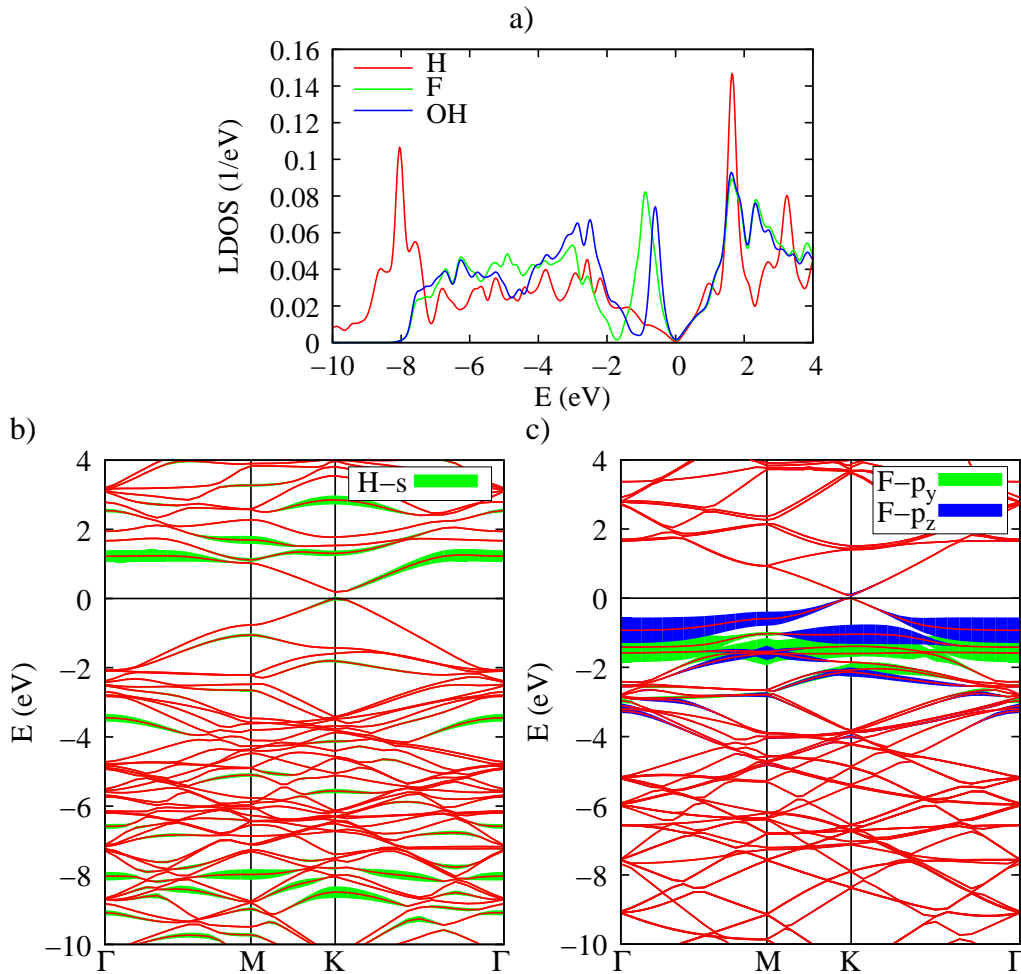 a)
0.16
0.14
0.12
0.1
0.08
0.06
0.04
0.02
0
LDOS (1/eV)
H
F
OH
−10 −8 −6 −4 −2 0 2 4
E (eV)
b)
4
2
0
−2
−4
−6
−8
−10
E (eV)
H−s
Γ M K Γ
c)
4
2
0
−2
−4
−6
−8
−10
E (eV)
F−py
F−pz
Γ M K Γ